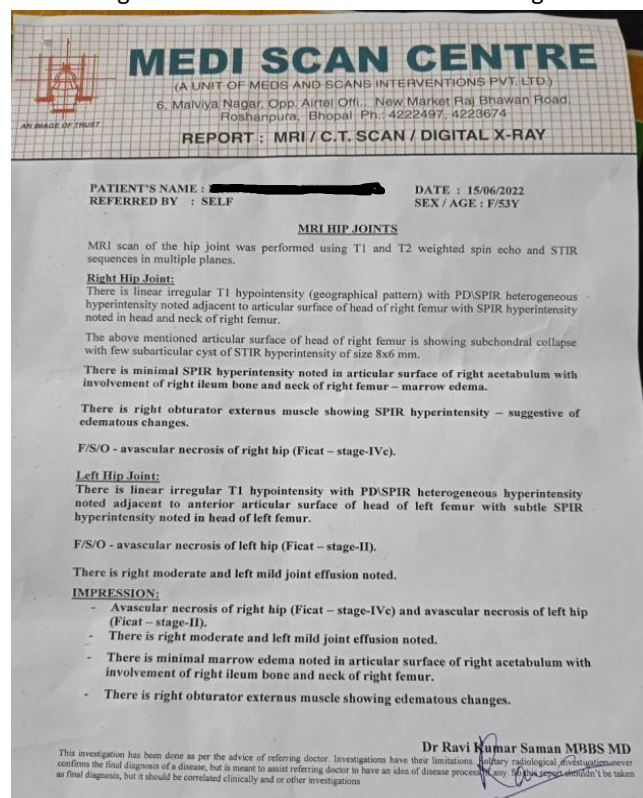 MEDI SCAN CENTRE
(A UNIT OF MEDS AND SCANS INTERVENTIONS PVT. LTD.)
6, Malviya Nagar, Opp. Airtel Offi., New Market Raj Bhawan Road,
Roshanpura, Bhopal Ph.: 4222497, 4223674
AN IMAGE OF TRUST
REPORT : MRI / C.T. SCAN / DIGITAL X-RAY
PATIENT'S NAME :
DATE : 15/06/2022
REFERRED BY : SELF
SEX / AGE : F/53Y
MRI HIP JOINTS
MRI scan of the hip joint was performed using T1 and T2 weighted spin echo and STIR
sequences in multiple planes.
Right Hip Joint:
There is linear irregular T1 hypointensity (geographical pattern) with PD\SPIR heterogeneous
hyperintensity noted adjacent to articular surface of head of right femur with SPIR hyperintensity
noted in head and neck of right femur.
The above mentioned articular surface of head of right femur is showing subchondral collapse
with few subarticular cyst of STIR hyperintensity of size 8x6 mm.
There is minimal SPIR hyperintensity noted in articular surface of right acetabulum with
involvement of right ileum bone and neck of right femur – marrow edema.
There is right obturator externus muscle showing SPIR hyperintensity – suggestive of
edematous changes.
F/S/O - avascular necrosis of right hip (Ficat – stage-IVc).
Left Hip Joint:
There is linear irregular T1 hypointensity with PD\SPIR heterogeneous hyperintensity
noted adjacent to anterior articular surface of head of left femur with subtle SPIR
hyperintensity noted in head of left femur.
F/S/O - avascular necrosis of left hip (Ficat – stage-II).
There is right moderate and left mild joint effusion noted.
IMPRESSION:
- Avascular necrosis of right hip (Ficat – stage-IVc) and avascular necrosis of left hip
(Ficat – stage-II).
- There is right moderate and left mild joint effusion noted.
- There is minimal marrow edema noted in articular surface of right acetabulum with
involvement of right ileum bone and neck of right femur.
- There is right obturator externus muscle showing edematous changes.
Dr Ravi Kumar Saman MBBS MD
This investigation has been done as per the advice of referring doctor. Investigations have their limitations. Solitary radiological investigation never
confirms the final diagnosis of a disease, but is meant to assist referring doctor to have an idea of disease process if any. So this report shouldn't be taken
as final diagnosis, but it should be correlated clinically and or other investigations